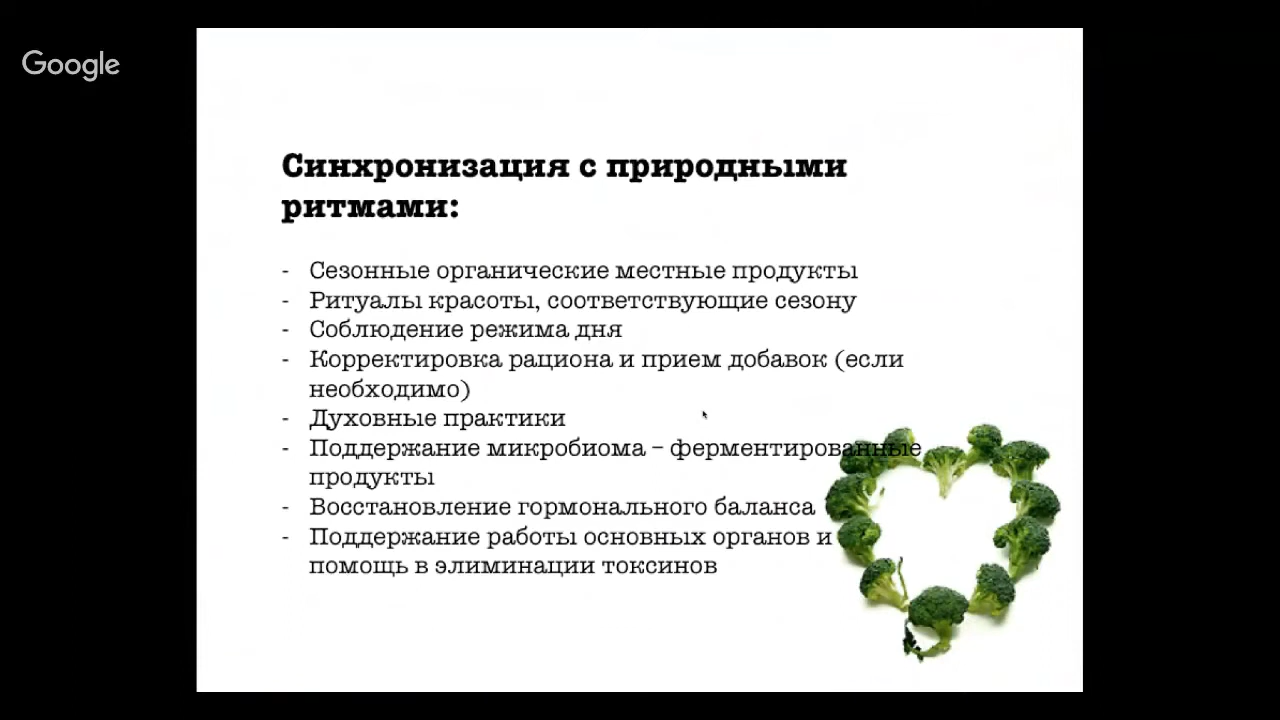 Google
Синхронизация с природными
ритмами:
- Сезонные органические местные продукты
- Ритуалы красоты, соответствующие сезону
- Соблюдение режима дня
- Корректировка рациона и прием добавок (если
необходимо)
- Духовные практики
- Поддержание микробиома – ферментированные
продукты
- Восстановление гормонального баланса
- Поддержание работы основных органов и
помощь в элиминации токсинов